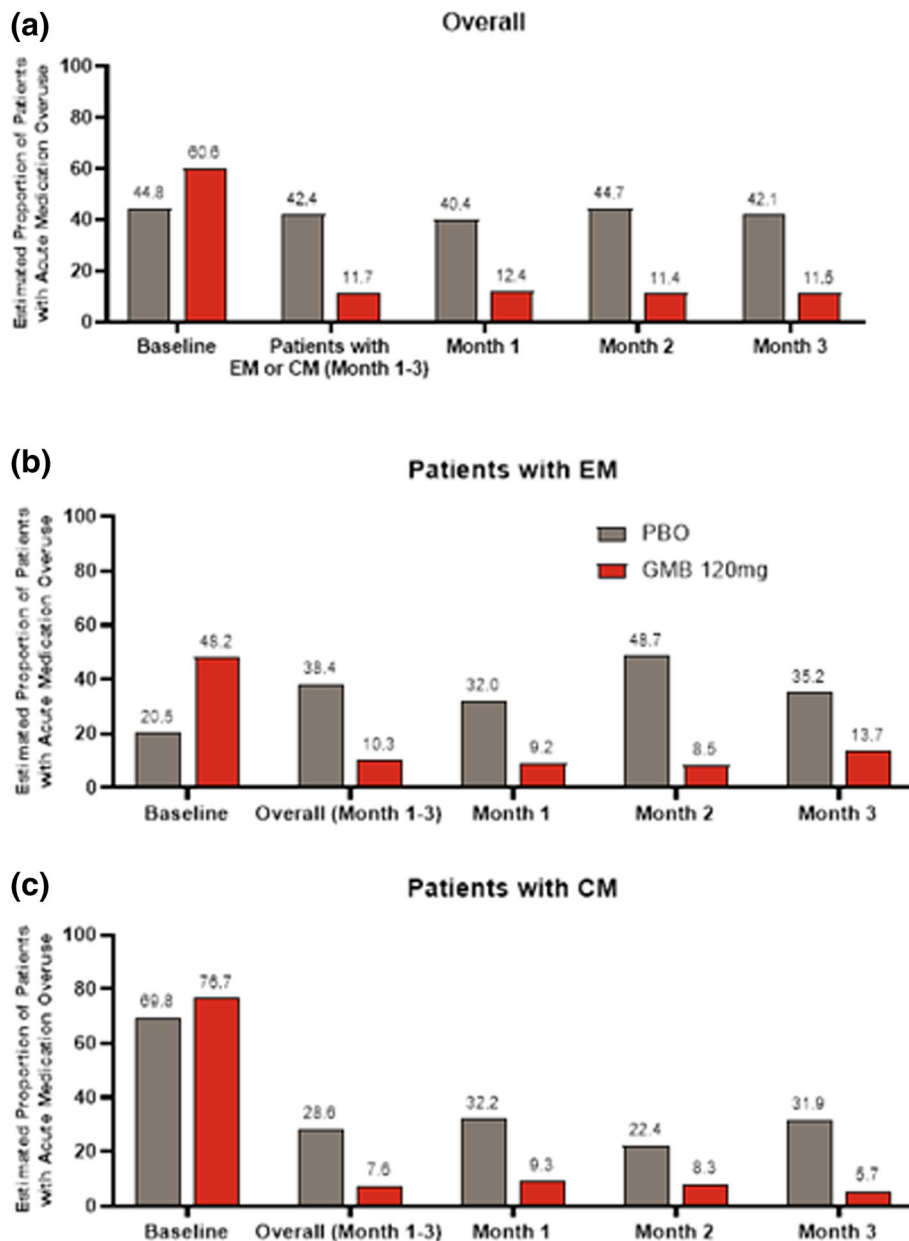 (a)
Overall
Estimated Proportion of Patients
with Acute Medication Overuse
100
80
60
40
20
0
44.8
60.6
42.4
11.7
40.4
12.4
44.7
11.4
42.1
11.5
Baseline
Patients with
EM or CM (Month 1-3)
Month 1
Month 2
Month 3
(b)
Patients with EM
Estimated Proportion of Patients
with Acute Medication Overuse
100
80
60
40
20
0
PBO
GMB 120mg
20.5
48.2
38.4
10.3
32.0
9.2
48.7
8.5
35.2
13.7
Baseline
Overall (Month 1-3)
Month 1
Month 2
Month 3
(c)
Patients with CM
Estimated Proportion of Patients
with Acute Medication Overuse
100
80
60
40
20
0
69.8
76.7
28.6
7.6
32.2
9.3
22.4
8.3
31.9
5.7
Baseline
Overall (Month 1-3)
Month 1
Month 2
Month 3